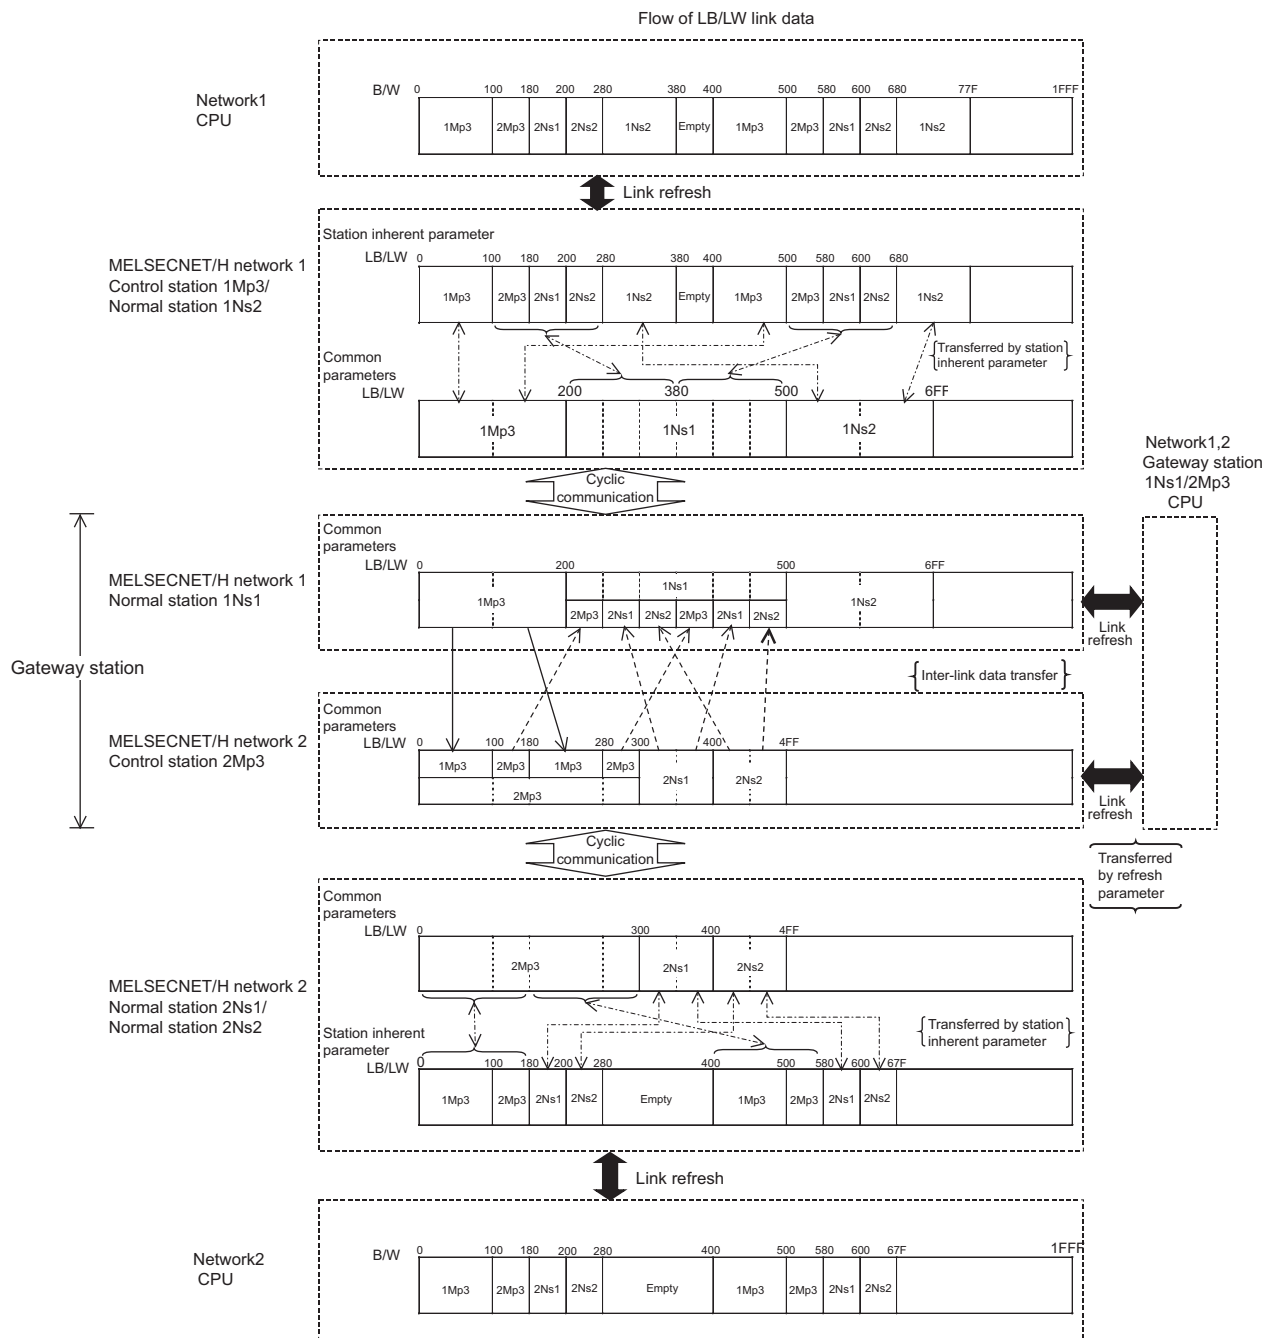 Flow of LB/LW link data
Network1
CPU
B/W 0 100 180 200 280 380 400 500 580 600 680 77F 1FFF
1Mp3 2Mp3 2Ns1 2Ns2 1Ns2 Empty 1Mp3 2Mp3 2Ns1 2Ns2 1Ns2
Link refresh
MELSECNET/H network 1
Control station 1Mp3/
Normal station 1Ns2
Station inherent parameter
LB/LW 0 100 180 200 280 380 400 500 580 600 680
1Mp3 2Mp3 2Ns1 2Ns2 1Ns2 Empty 1Mp3 2Mp3 2Ns1 2Ns2 1Ns2
Transferred by station
inherent parameter
Common
parameters
LB/LW 200 380 500 6FF
1Mp3 1Ns1 1Ns2
Cyclic
communication
Network1,2
Gateway station
1Ns1/2Mp3
CPU
Gateway station
MELSECNET/H network 1
Normal station 1Ns1
Common
parameters
LB/LW 0 200 500 6FF
1Mp3 1Ns1 1Ns2
2Mp3 2Ns1 2Ns2 2Mp3 2Ns1 2Ns2
Link
refresh
Inter-link data transfer
MELSECNET/H network 2
Control station 2Mp3
Common
parameters
LB/LW 0 100 180 280 300 400 4FF
1Mp3 2Mp3 1Mp3 2Mp3 2Ns1 2Ns2
2Mp3
Link
refresh
Cyclic
communication
Transferred
by refresh
parameter
MELSECNET/H network 2
Normal station 2Ns1/
Normal station 2Ns2
Common
parameters
LB/LW 0 300 400 4FF
2Mp3 2Ns1 2Ns2
Transferred by station
inherent parameter
Station inherent
parameter
LB/LW 0 100 180 200 280 400 500 580 600 67F
1Mp3 2Mp3 2Ns1 2Ns2 Empty 1Mp3 2Mp3 2Ns1 2Ns2
Link refresh
Network2
CPU
B/W 0 100 180 200 280 400 500 580 600 67F 1FFF
1Mp3 2Mp3 2Ns1 2Ns2 Empty 1Mp3 2Mp3 2Ns1 2Ns2